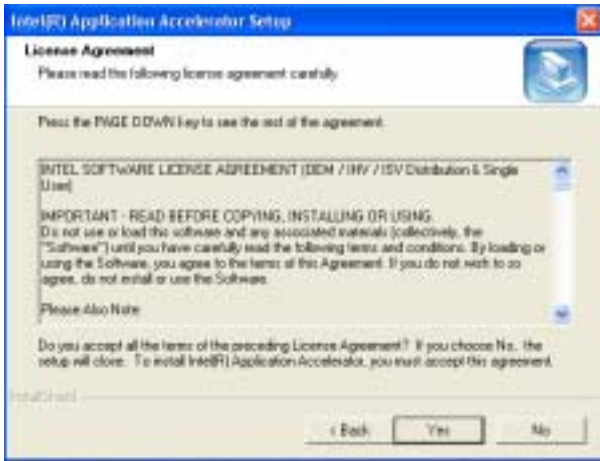 Intel(R) Application Accelerator Setup
License Agreement
Please read the following license agreement carefully.
Press the PAGE DOWN key to see the rest of the agreement.
INTEL SOFTWARE LICENSE AGREEMENT (OEM / IHV / ISV Distribution & Single
User)
IMPORTANT - READ BEFORE COPYING, INSTALLING OR USING.
Do not use or load this software and any associated materials (collectively, the
"Software") until you have carefully read the following terms and conditions. By loading or
using the Software, you agree to the terms of this Agreement. If you do not wish to so
agree, do not install or use the Software.
Please Also Note:
Do you accept all the terms of the preceding License Agreement? If you choose No, the
setup will close. To install Intel(R) Application Accelerator, you must accept this agreement.
InstallShield
< Back
Yes
No